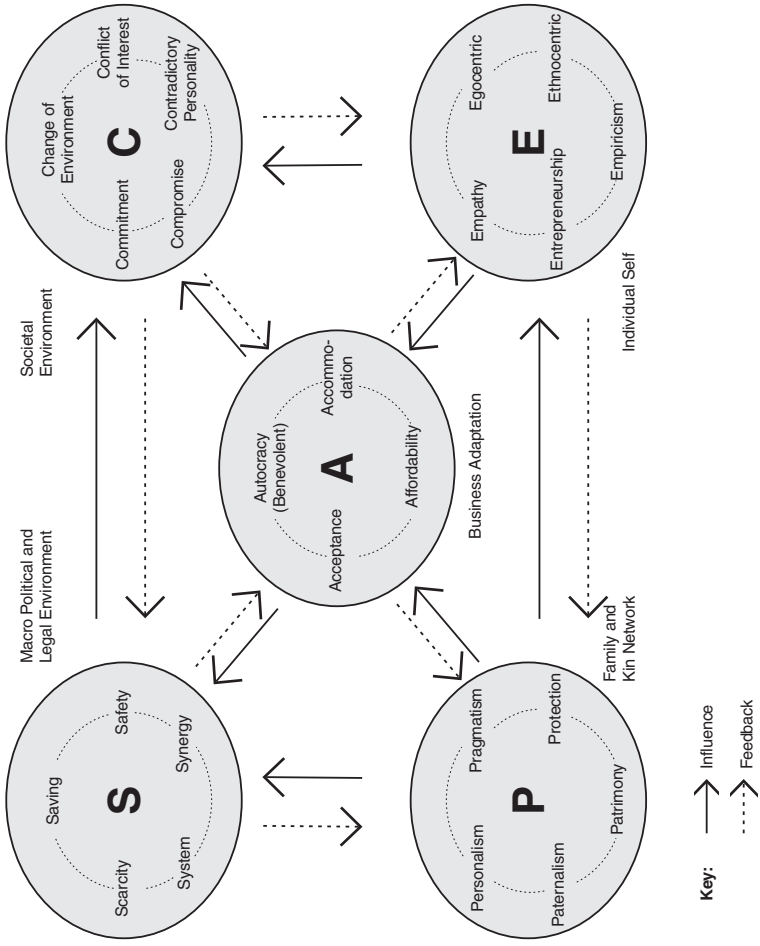 Macro Political and
Legal Environment
Societal
Environment
Saving
Scarcity
Safety
S
System
Synergy
Change of
Environment
Commitment
Conflict
of Interest
C
Compromise
Contradictory
Personality
Autocracy
(Benevolent)
Acceptance
Accommo-
dation
A
Affordability
Business Adaptation
Personalism
Pragmatism
P
Paternalism
Protection
Patrimony
Family and
Kin Network
Empathy
Egocentric
E
Entrepreneurship
Ethnocentric
Empiricism
Individual Self
Key:
Influence
Feedback